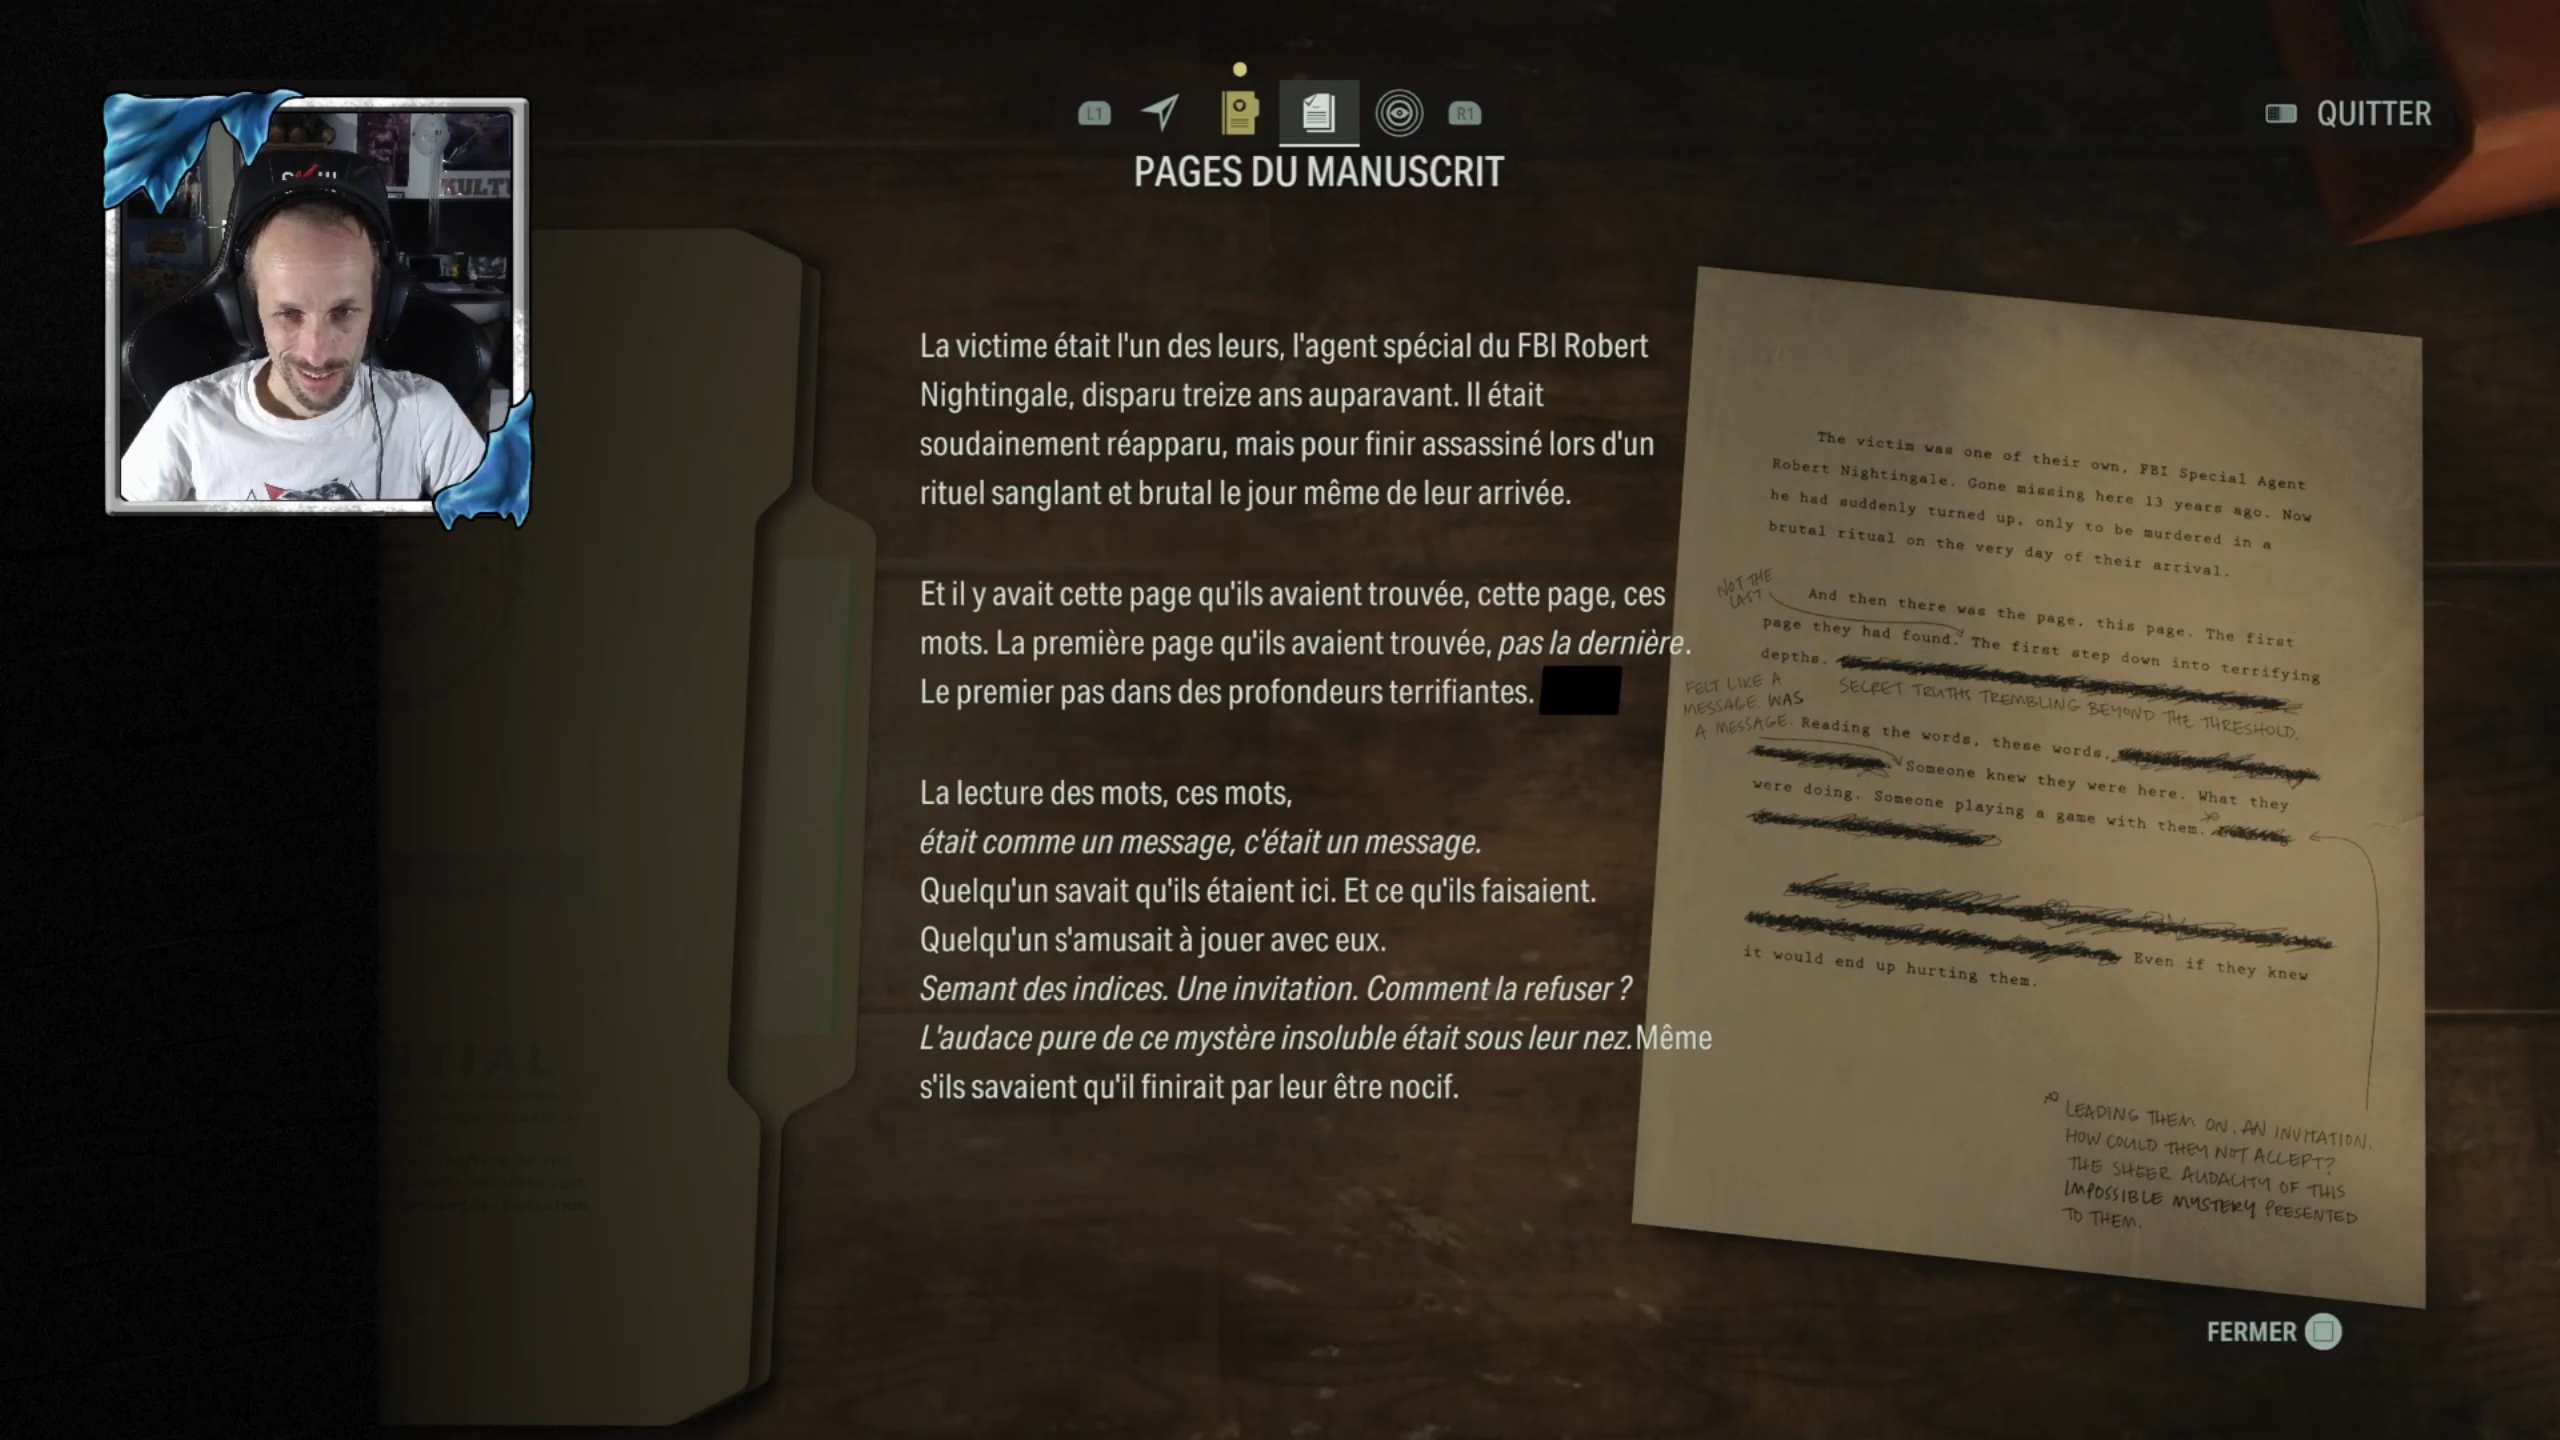 L1
R1
QUITTER
PAGES DU MANUSCRIT
KULT
La victime était l'un des leurs, l'agent spécial du FBI Robert
Nightingale, disparu treize ans auparavant. Il était
soudainement réapparu, mais pour finir assassiné lors d'un
rituel sanglant et brutal le jour même de leur arrivée.
Et il y avait cette page qu'ils avaient trouvée, cette page, ces
mots. La première page qu'ils avaient trouvée, pas la dernière.
Le premier pas dans des profondeurs terrifiantes.
La lecture des mots, ces mots,
était comme un message, c'était un message.
Quelqu'un savait qu'ils étaient ici. Et ce qu'ils faisaient.
Quelqu'un s'amusait à jouer avec eux.
Semant des indices. Une invitation. Comment la refuser ?
L'audace pure de ce mystère insoluble était sous leur nez. Même
s'ils savaient qu'il finirait par leur être nocif.
The victim was one of their own, FBI Special Agent
Robert Nightingale. Gone missing here 13 years ago. Now
he had suddenly turned up, only to be murdered in a
brutal ritual on the very day of their arrival.
NOT THE
LAST
And then there was the page, this page. The first
page they had found. The first step down into terrifying
depths.
SECRET TRUTHS TREMBLING BEYOND THE THRESHOLD.
FELT LIKE A
MESSAGE. WAS
A MESSAGE.
Reading the words, these words,
Someone knew they were here. What they
were doing. Someone playing a game with them.
Even if they knew
it would end up hurting them.
LEADING THEM ON. AN INVITATION.
HOW COULD THEY NOT ACCEPT?
THE SHEER AUDACITY OF THIS
IMPOSSIBLE MYSTERY PRESENTED
TO THEM.
NTIAL
FERMER